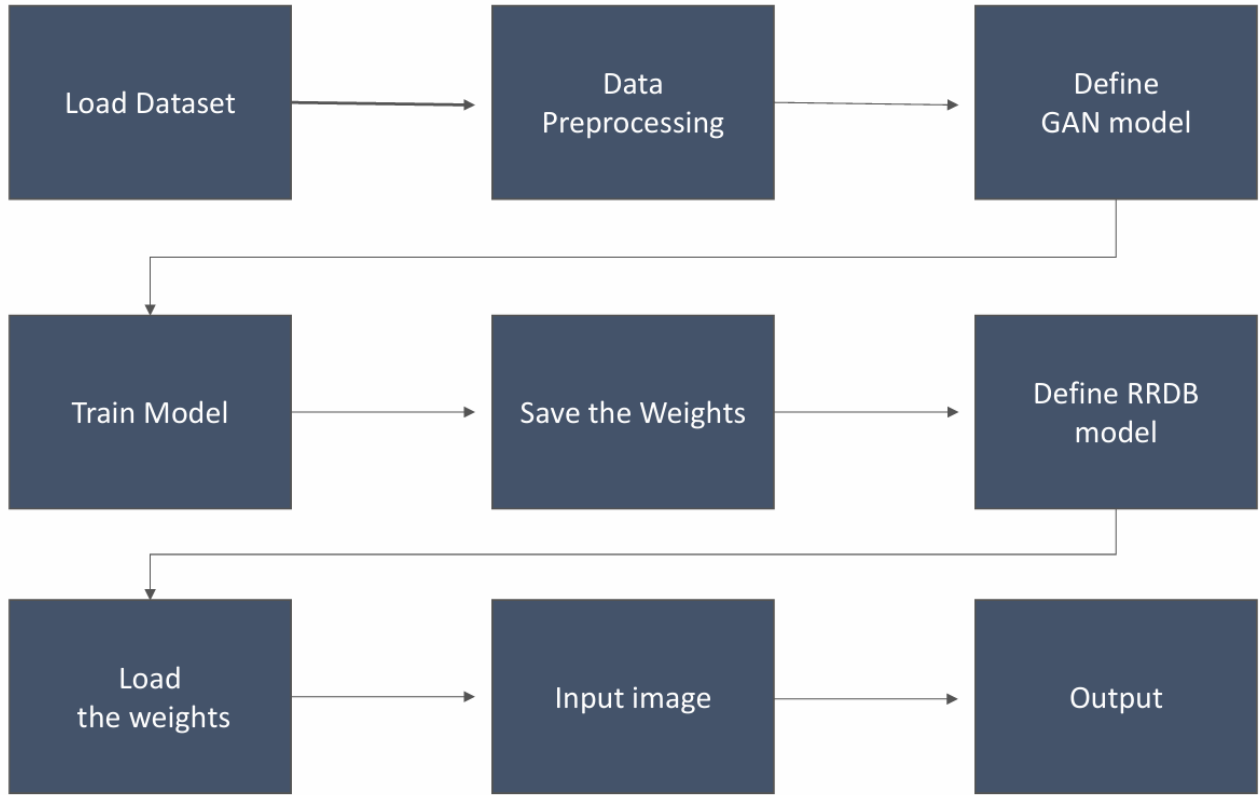 Load Dataset
Data
Preprocessing
Define
GAN model
Train Model
Save the Weights
Define RRDB
model
Load
the weights
Input image
Output